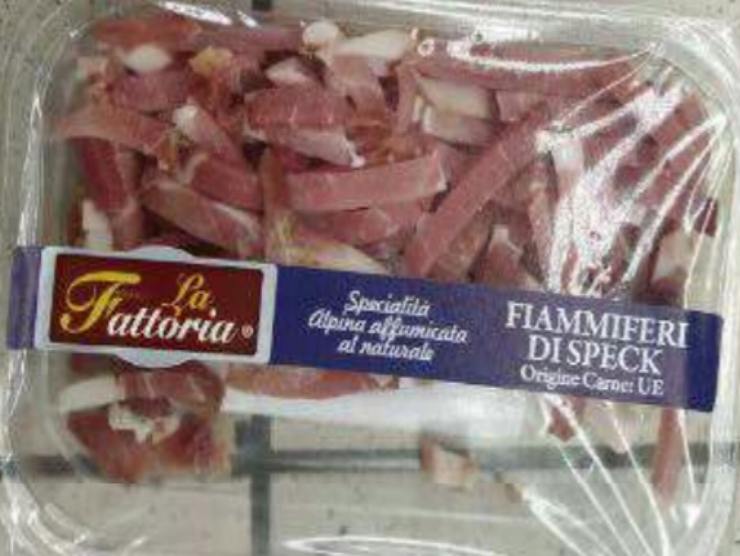 La
Fattoria®
Specialità
Alpina affumicata
al naturale
FIAMMIFERI
DI SPECK
Origine Carne: UE